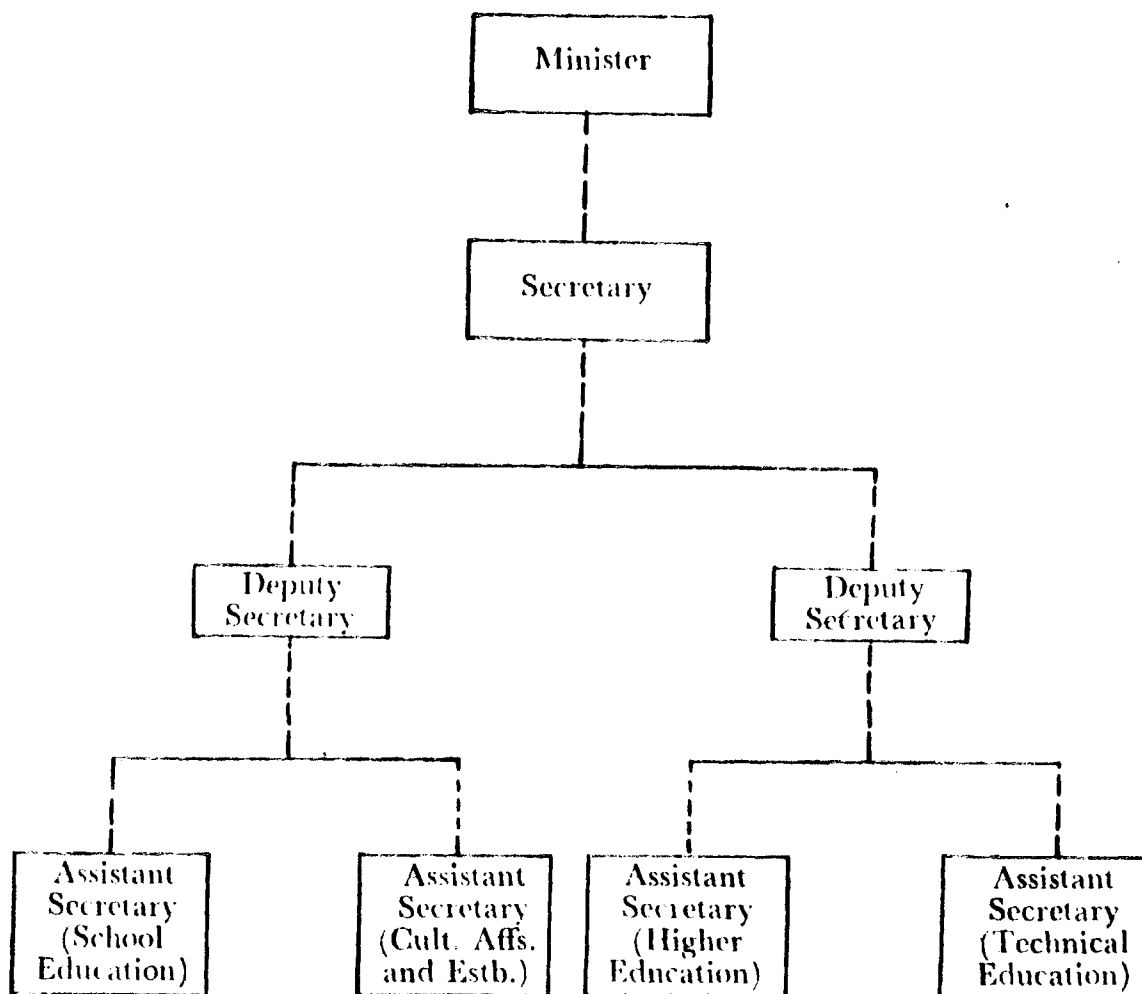 Minister
Secretary
Deputy
Secretary
Deputy
Secretary
Assistant
Secretary
(School
Education)
Assistant
Secretary
(Cult. Affs.
and Estb.)
Assistant
Secretary
(Higher
Education)
Assistant
Secretary
(Technical
Education)